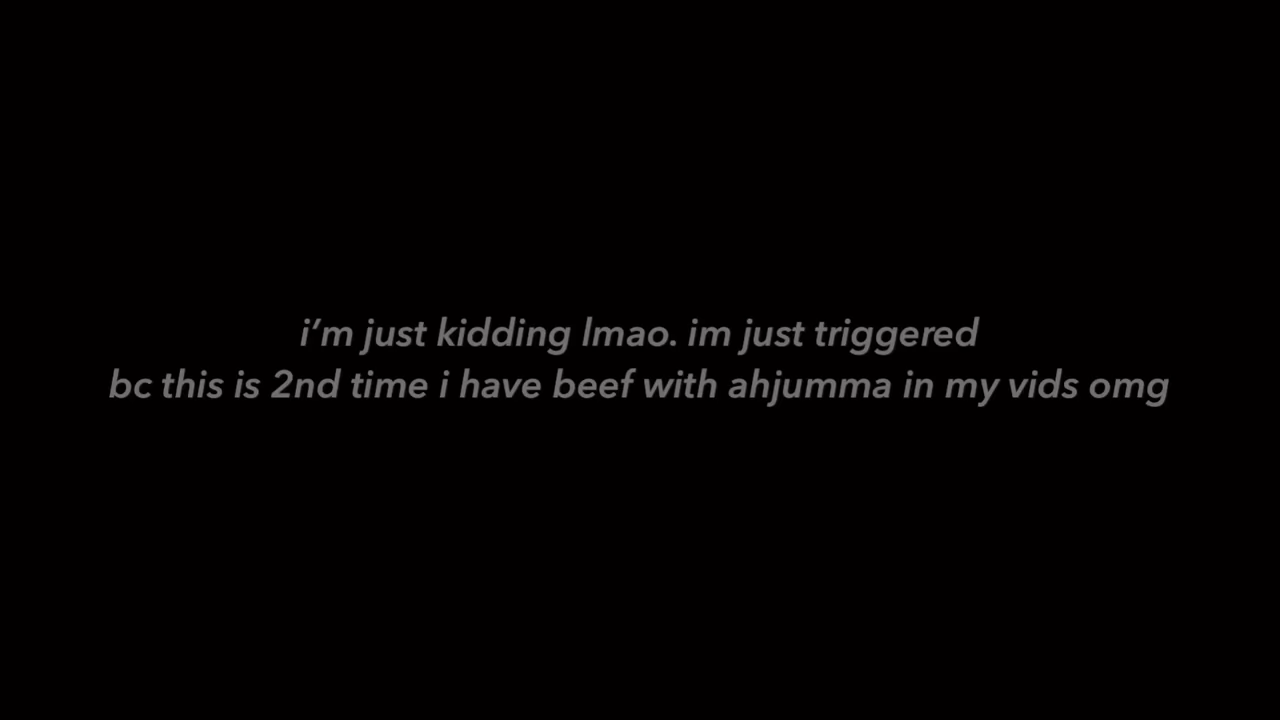 i’m just kidding lmao. im just triggered
bc this is 2nd time i have beef with ahjumma in my vids omg